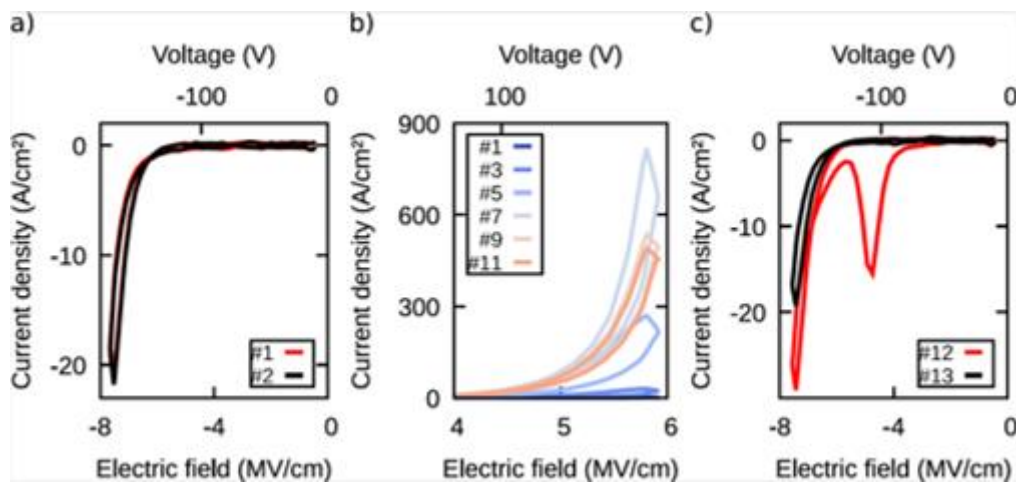 a)
Voltage (V)
-100 0
0
-10
-20
Current density (A/cm²)
#1
#2
-8 -4 0
Electric field (MV/cm)
b)
Voltage (V)
100
900
600
300
0
Current density (A/cm²)
#1
#3
#5
#7
#9
#11
4 5 6
Electric field (MV/cm)
c)
Voltage (V)
-100 0
0
-10
-20
Current density (A/cm²)
#12
#13
-8 -4 0
Electric field (MV/cm)